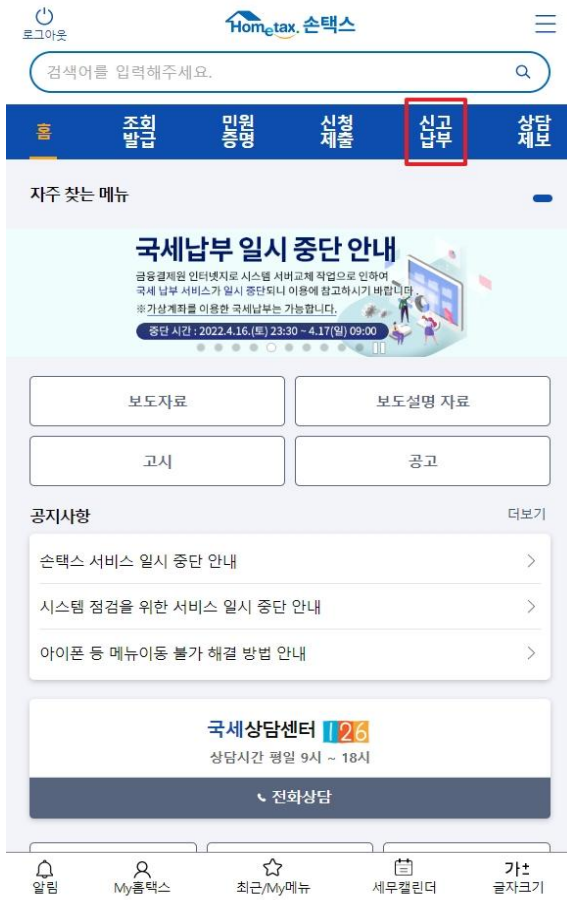 로그아웃
Hometax. 손택스
검색어를 입력해주세요.
홈
조회
발급
민원
증명
신청
제출
신고
납부
상담
제보
자주 찾는 메뉴
국세납부 일시 중단 안내
금융결제원 인터넷지로 시스템 서버교체 작업으로 인하여
국세 납부 서비스가 일시 중단되니 이용에 참고하시기 바랍니다.
※가상계좌를 이용한 국세납부는 가능합니다.
중단 시간 : 2022.4.16.(토) 23:30 ~ 4.17(일) 09:00
보도자료
보도설명 자료
고시
공고
공지사항
더보기
손택스 서비스 일시 중단 안내
시스템 점검을 위한 서비스 일시 중단 안내
아이폰 등 메뉴이동 불가 해결 방법 안내
국세상담센터 126
상담시간 평일 9시 ~ 18시
전화상담
알림
My홈택스
최근/My메뉴
세무캘린더
가±
글자크기